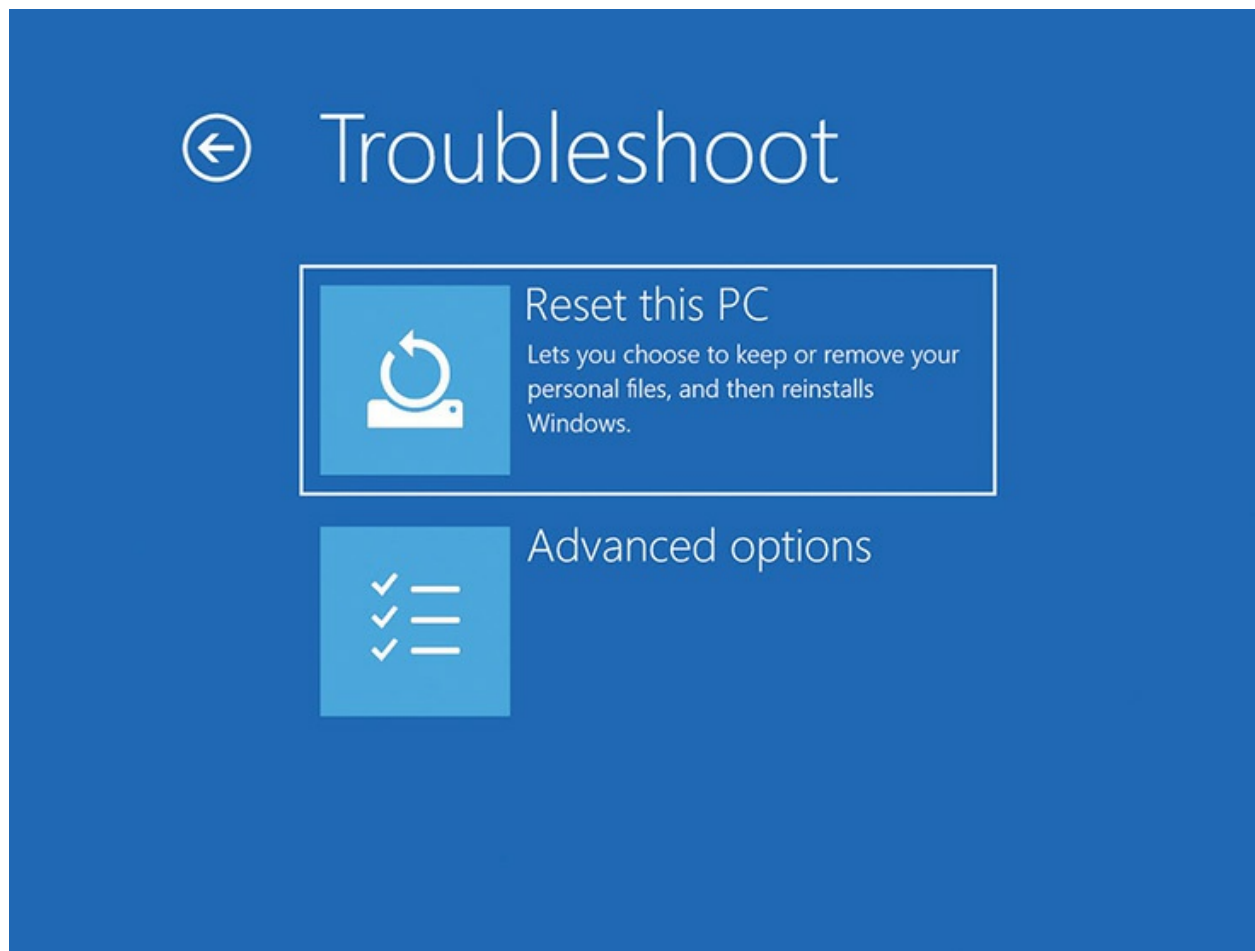 Troubleshoot
Reset this PC
Lets you choose to keep or remove your
personal files, and then reinstalls
Windows.
Advanced options